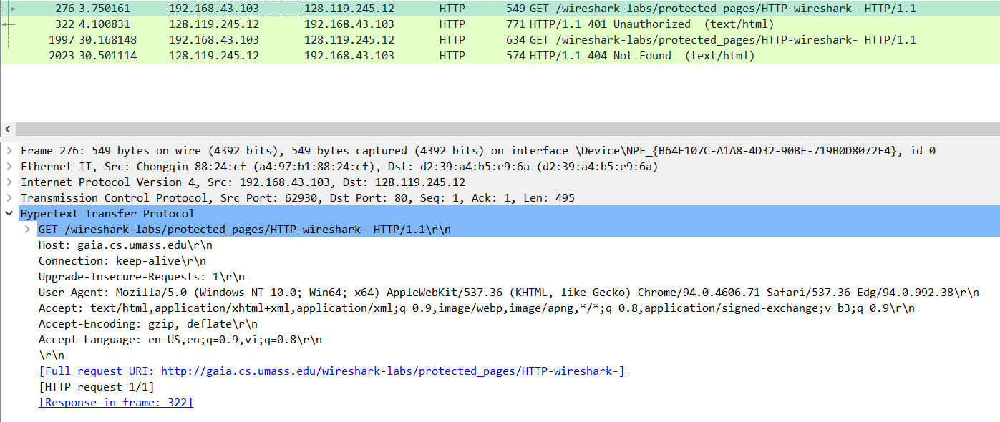 276 3.750161 192.168.43.103 128.119.245.12 HTTP 549 GET /wireshark-labs/protected_pages/HTTP-wireshark- HTTP/1.1
322 4.100831 128.119.245.12 192.168.43.103 HTTP 771 HTTP/1.1 401 Unauthorized (text/html)
1997 30.168148 192.168.43.103 128.119.245.12 HTTP 634 GET /wireshark-labs/protected_pages/HTTP-wireshark- HTTP/1.1
2023 30.501114 128.119.245.12 192.168.43.103 HTTP 574 HTTP/1.1 404 Not Found (text/html)
Frame 276: 549 bytes on wire (4392 bits), 549 bytes captured (4392 bits) on interface \Device\NPF_{B64F107C-A1A8-4D32-90BE-719B0D8072F4}, id 0
Ethernet II, Src: Chongqin_88:24:cf (a4:97:b1:88:24:cf), Dst: d2:39:a4:b5:e9:6a (d2:39:a4:b5:e9:6a)
Internet Protocol Version 4, Src: 192.168.43.103, Dst: 128.119.245.12
Transmission Control Protocol, Src Port: 62930, Dst Port: 80, Seq: 1, Ack: 1, Len: 495
Hypertext Transfer Protocol
GET /wireshark-labs/protected_pages/HTTP-wireshark- HTTP/1.1\r\n
Host: gaia.cs.umass.edu\r\n
Connection: keep-alive\r\n
Upgrade-Insecure-Requests: 1\r\n
User-Agent: Mozilla/5.0 (Windows NT 10.0; Win64; x64) AppleWebKit/537.36 (KHTML, like Gecko) Chrome/94.0.4606.71 Safari/537.36 Edg/94.0.992.38\r\n
Accept: text/html,application/xhtml+xml,application/xml;q=0.9,image/webp,image/apng,*/*;q=0.8,application/signed-exchange;v=b3;q=0.9\r\n
Accept-Encoding: gzip, deflate\r\n
Accept-Language: en-US,en;q=0.9,vi;q=0.8\r\n
\r\n
[Full request URI: http://gaia.cs.umass.edu/wireshark-labs/protected_pages/HTTP-wireshark-]
[HTTP request 1/1]
[Response in frame: 322]